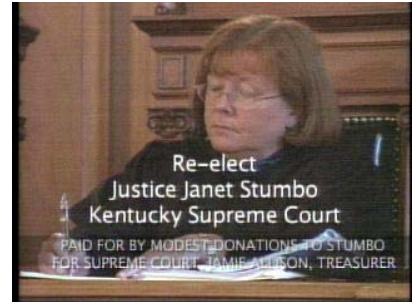 Re-elect
Justice Janet Stumbo
Kentucky Supreme Court
PAID FOR BY MODEST DONATIONS TO STUMBO
FOR SUPREME COURT, JAMIE ALLISON, TREASURER